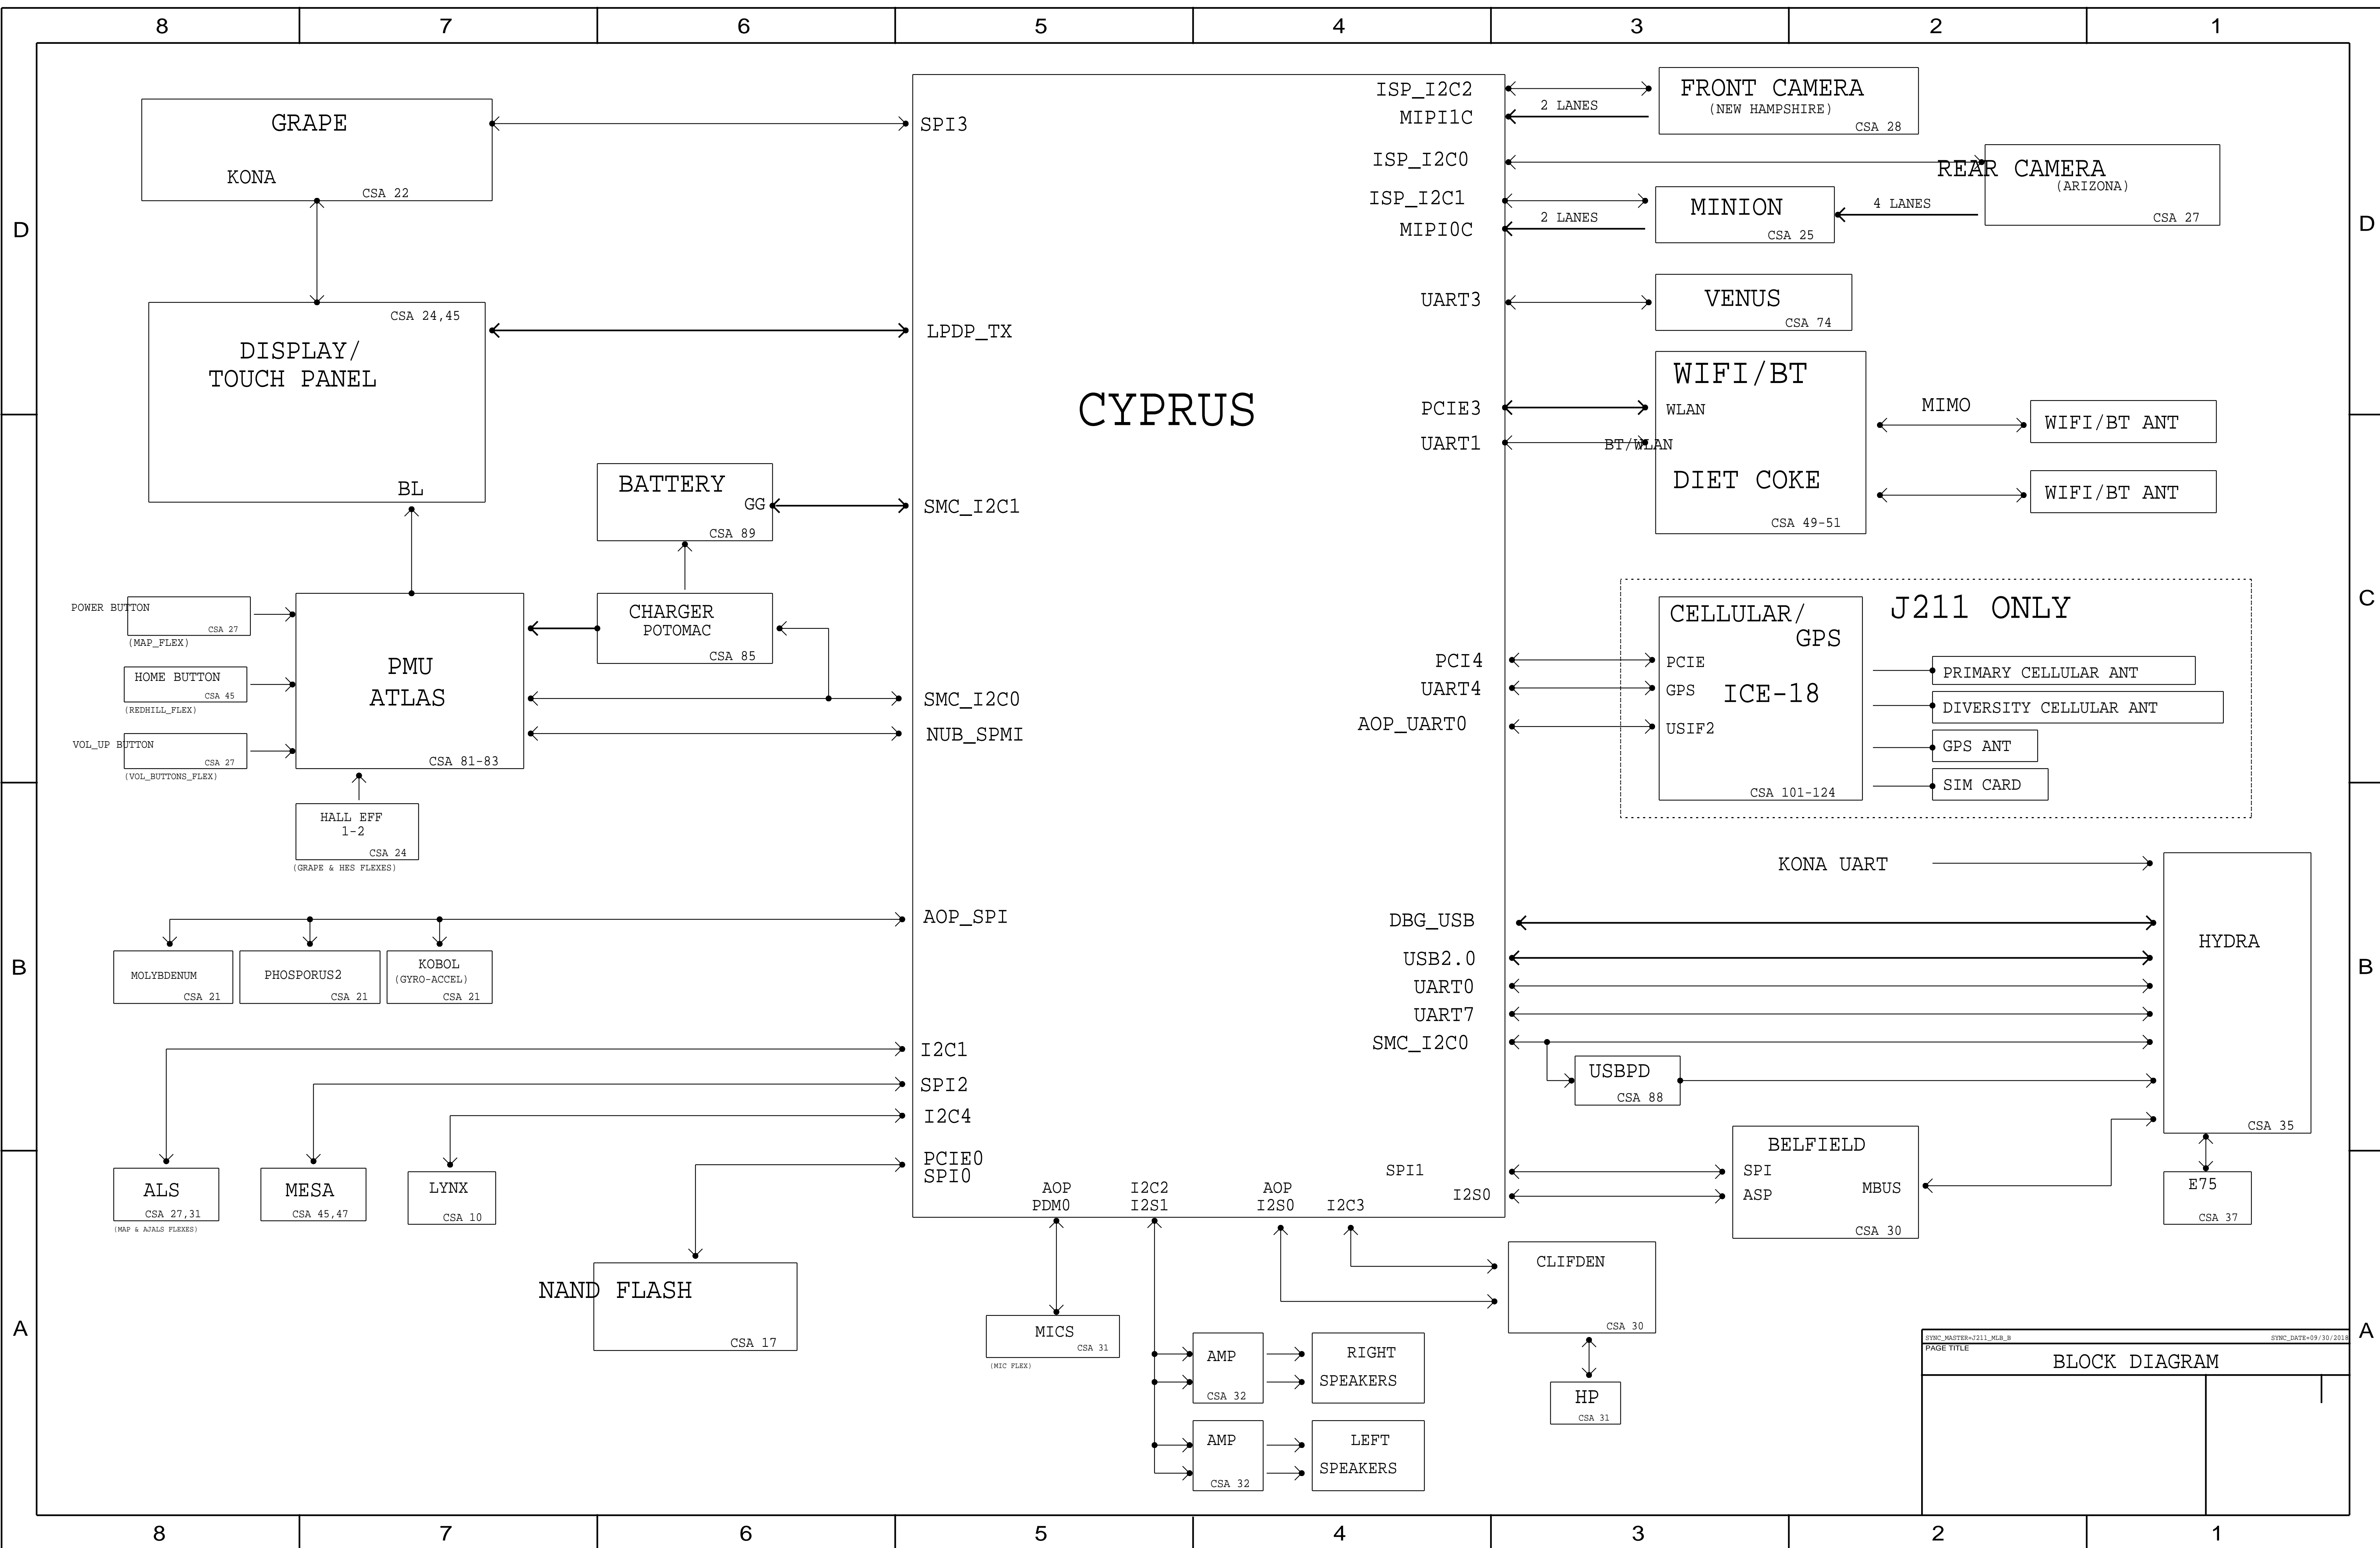 8 7 6 5 4 3 2 1
GRAPE
KONA
CSA 22
SPI3
D
DISPLAY/
TOUCH PANEL
CSA 24,45
BL
LPDP_TX
BATTERY
GG
CSA 89
SMC_I2C1
CYPRUS
CHARGER
POTOMAC
CSA 85
POWER BUTTON
CSA 27
(MAP_FLEX)
HOME BUTTON
CSA 45
(REDHILL_FLEX)
VOL_UP BUTTON
CSA 27
(VOL_BUTTONS_FLEX)
PMU
ATLAS
CSA 81-83
SMC_I2C0
NUB_SPMI
HALL EFF
1-2
CSA 24
(GRAPE & HES FLEXES)
AOP_SPI
B
MOLYBDENUM
CSA 21
PHOSPORUS2
CSA 21
KOBOL
(GYRO-ACCEL)
CSA 21
I2C1
SPI2
I2C4
PCIE0
SPI0
ALS
CSA 27,31
(MAP & AJALS FLEXES)
MESA
CSA 45,47
LYNX
CSA 10
NAND FLASH
CSA 17
A
ISP_I2C2
MIPI1C
2 LANES
FRONT CAMERA
(NEW HAMPSHIRE)
CSA 28
ISP_I2C0
REAR CAMERA
(ARIZONA)
CSA 27
ISP_I2C1
MIPI0C
2 LANES
MINION
CSA 25
4 LANES
D
UART3
VENUS
CSA 74
PCIE3
UART1
WIFI/BT
WLAN
BT/WLAN
DIET COKE
CSA 49-51
MIMO
WIFI/BT ANT
WIFI/BT ANT
C
J211 ONLY
CELLULAR/
GPS
PCI4
PCIE
UART4
GPS
ICE-18
AOP_UART0
USIF2
CSA 101-124
PRIMARY CELLULAR ANT
DIVERSITY CELLULAR ANT
GPS ANT
SIM CARD
KONA UART
DBG_USB
USB2.0
UART0
UART7
SMC_I2C0
HYDRA
CSA 35
B
USBPD
CSA 88
BELFIELD
SPI1
SPI
I2S0
ASP
MBUS
CSA 30
E75
CSA 37
AOP
PDM0
I2C2
I2S1
AOP
I2S0
I2C3
MICS
CSA 31
(MIC FLEX)
CLIFDEN
CSA 30
HP
CSA 31
AMP
CSA 32
RIGHT
SPEAKERS
AMP
CSA 32
LEFT
SPEAKERS
A
SYNC_MASTER=J211_MLB_B
SYNC_DATE=09/30/2018
PAGE TITLE
BLOCK DIAGRAM
8 7 6 5 4 3 2 1